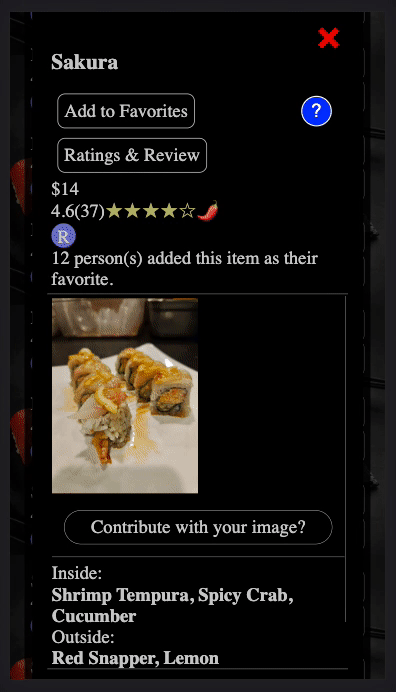 Sakura
Add to Favorites
?
Ratings & Review
$14
4.6(37)★★★★☆🌶️
R
12 person(s) added this item as their
favorite.
Contribute with your image?
Inside:
Shrimp Tempura, Spicy Crab,
Cucumber
Outside:
Red Snapper, Lemon